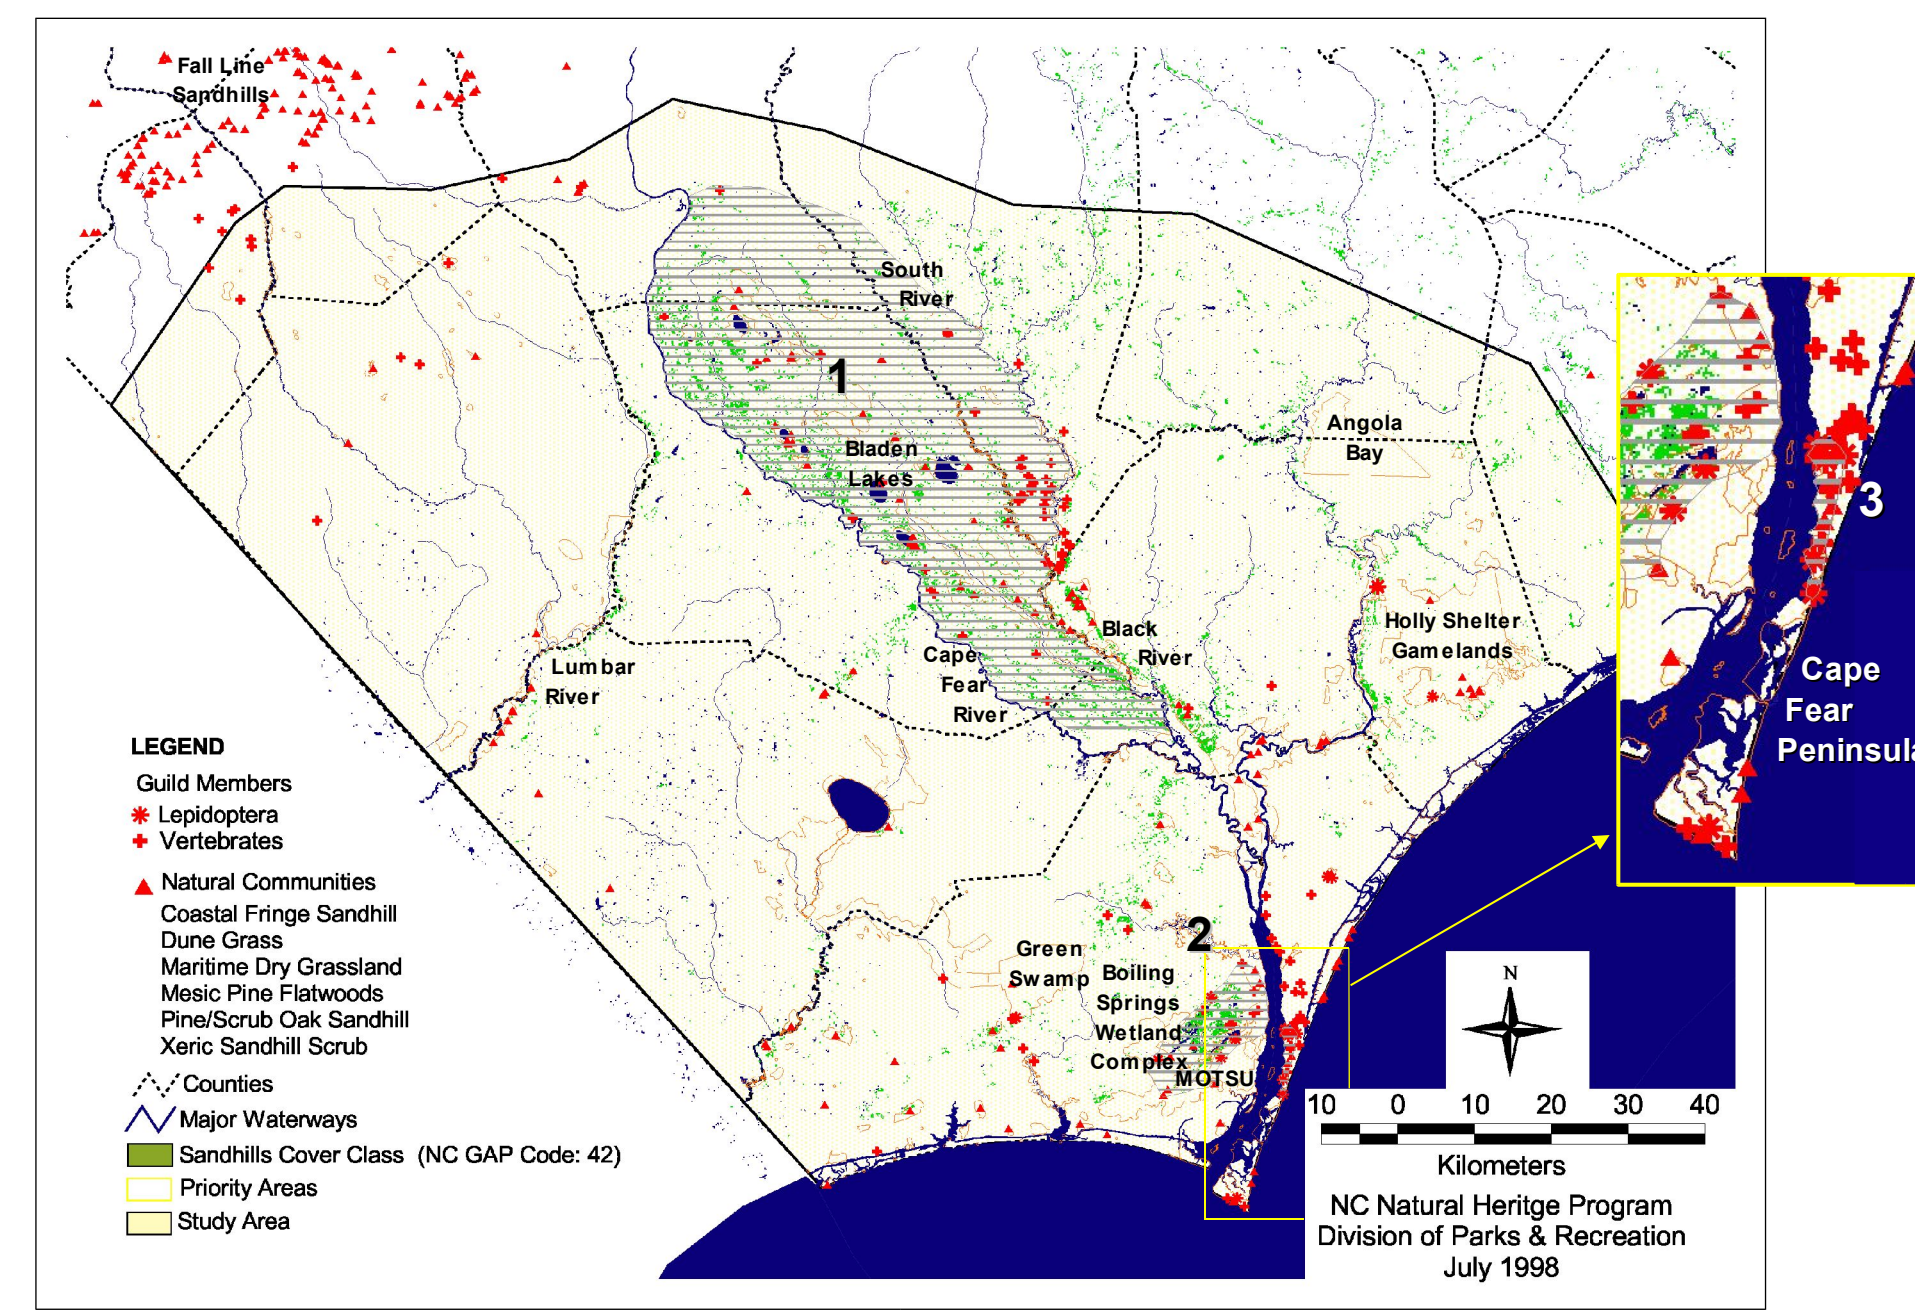 Fall Line
Sandhills
South
River
1
Bladen
Lakes
Angola
Bay
3
Holly Shelter
Gamelands
Black
River
Cape
Fear
River
Lumbar
River
Cape
Fear
Peninsula
2
Green
Swamp
Boiling
Springs
Wetland
Complex
MOTSU
LEGEND
Guild Members
Lepidoptera
Vertebrates
Natural Communities
Coastal Fringe Sandhill
Dune Grass
Maritime Dry Grassland
Mesic Pine Flatwoods
Pine/Scrub Oak Sandhill
Xeric Sandhill Scrub
Counties
Major Waterways
Sandhills Cover Class (NC GAP Code: 42)
Priority Areas
Study Area
N
10 0 10 20 30 40
Kilometers
NC Natural Heritge Program
Division of Parks & Recreation
July 1998